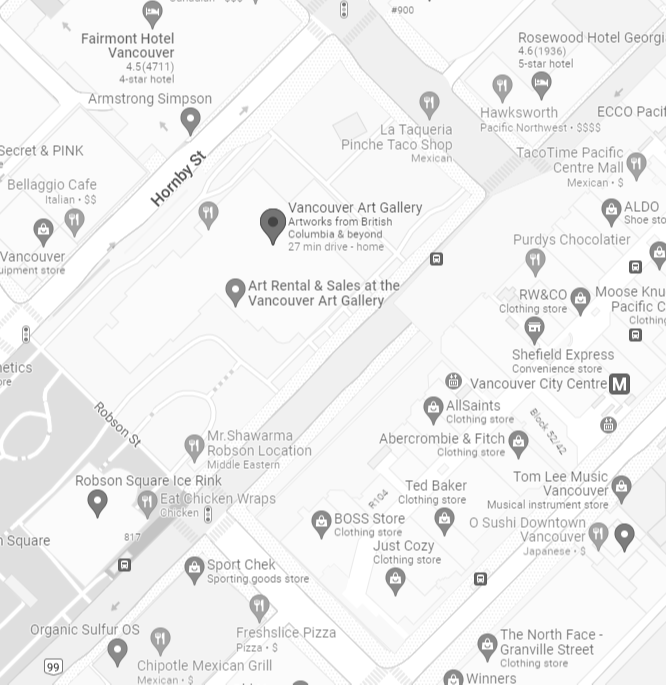 #900
Fairmont Hotel
Vancouver
4.5(4711)
4-star hotel
Rosewood Hotel Georgi
4.6(1936)
5-star hotel
Armstrong Simpson
Hawksworth
Pacific Northwest • $$$$
ECCO Pacif
La Taqueria
Pinche Taco Shop
Mexican
Secret & PINK
Hornby St
TacoTime Pacific
Centre Mall
Mexican • $
Bellaggio Cafe
Italian • $$
Vancouver Art Gallery
Artworks from British
Columbia & beyond
27 min drive • home
ALDO
Shoe sto
Vancouver
uipment store
Purdys Chocolatier
Art Rental & Sales at the
Vancouver Art Gallery
RW&CO
Clothing store
Moose Knu
Pacific C
Clothing
Shefield Express
Convenience store
netics
ore
Vancouver City Centre
M
AllSaints
Clothing store
Robson St
Block 52/42
Mr.Shawarma
Robson Location
Middle Eastern
Abercrombie & Fitch
Clothing store
Robson Square Ice Rink
Eat Chicken Wraps
Chicken
Ted Baker
Clothing store
Tom Lee Music
Vancouver
Musical instrument store
R104
BOSS Store
Clothing store
O Sushi Downtown
Vancouver
Japanese • $
n Square
817
Just Cozy
Clothing store
Sport Chek
Sporting goods store
Organic Sulfur OS
Freshslice Pizza
Pizza • $
The North Face -
Granville Street
Clothing store
99
Chipotle Mexican Grill
Mexican • $
Winners